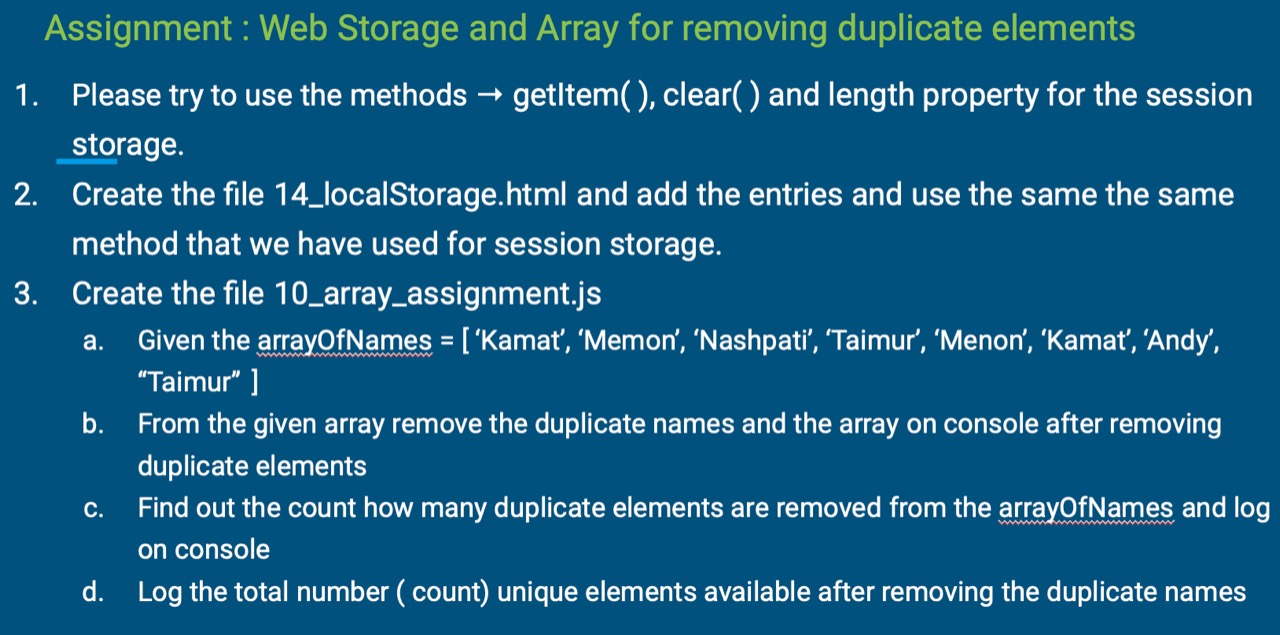 Assignment : Web Storage and Array for removing duplicate elements
1. Please try to use the methods → getItem( ), clear( ) and length property for the session
storage.
2. Create the file 14_localStorage.html and add the entries and use the same the same
method that we have used for session storage.
3. Create the file 10_array_assignment.js
a. Given the arrayOfNames = [ ‘Kamat’, ‘Memon’, ‘Nashpati’, ‘Taimur’, ‘Menon’, ‘Kamat’, ‘Andy’,
“Taimur” ]
b. From the given array remove the duplicate names and the array on console after removing
duplicate elements
c. Find out the count how many duplicate elements are removed from the arrayOfNames and log
on console
d. Log the total number ( count) unique elements available after removing the duplicate names